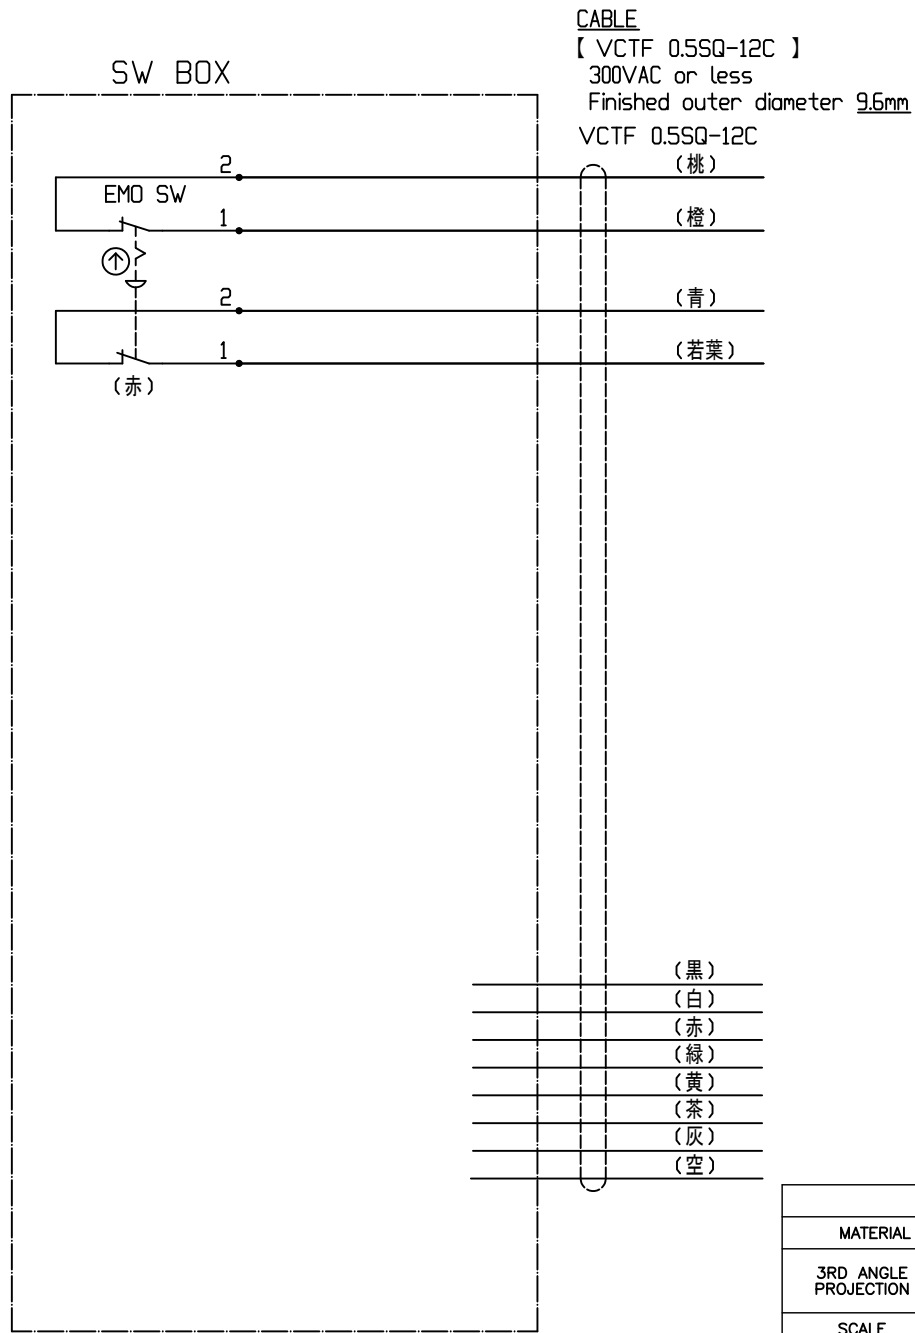 CABLE
【 VCTF 0.5SQ-12C 】
300VAC or less
Finished outer diameter 9.6mm
SW BOX
VCTF 0.5SQ-12C
2
(桃)
EMO SW
1
(橙)
2
(青)
1
(若葉)
(赤)
(黒)
(白)
(赤)
(緑)
(黄)
(茶)
(灰)
(空)
MATERIAL
3RD ANGLE
PROJECTION
SCALE